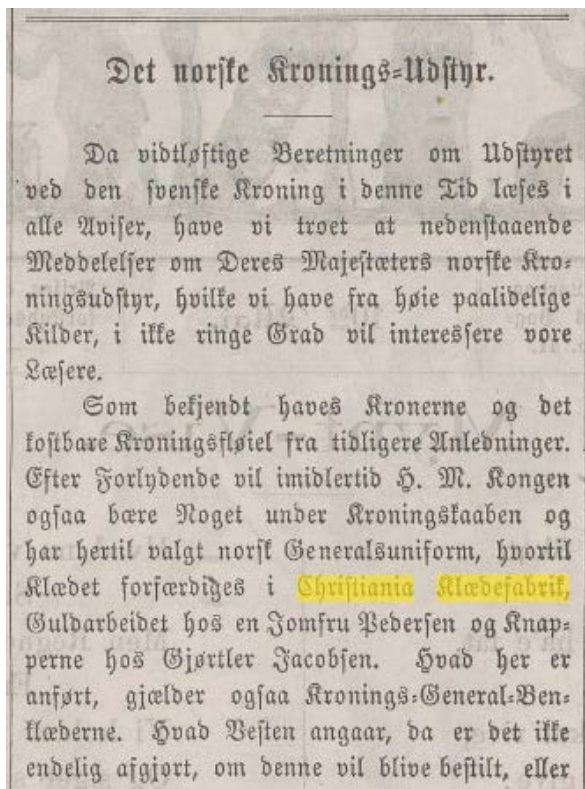 Det norske Kronings-Udstyr.
Da vidtløftige Beretninger om Udstyret
ved den svenske Kroning i denne Tid læses i
alle Aviser, have vi troet at nedenstaaende
Meddelelser om Deres Majestæters norske Kro-
ningsudstyr, hvilke vi have fra høie paalidelige
Kilder, i ikke ringe Grad vil interessere vore
Læsere.
Som bekjendt haves Kronerne og det
kostbare Kroningsfløiel fra tidligere Anledninger.
Efter Forlydende vil imidlertid H. M. Kongen
ogsaa bære Noget under Kroningskaaben og
har hertil valgt norsk Generalsuniform, hvortil
Klædet forfærdiges i Christiania Klædefabrik,
Guldarbeidet hos en Jomfru Pedersen og Knap-
perne hos Gjørtler Jacobsen. Hvad her er
anført, gjælder ogsaa Kronings-General-Ben-
klæderne. Hvad Vesten angaar, da er det ikke
endelig afgjort, om denne vil blive bestilt, eller